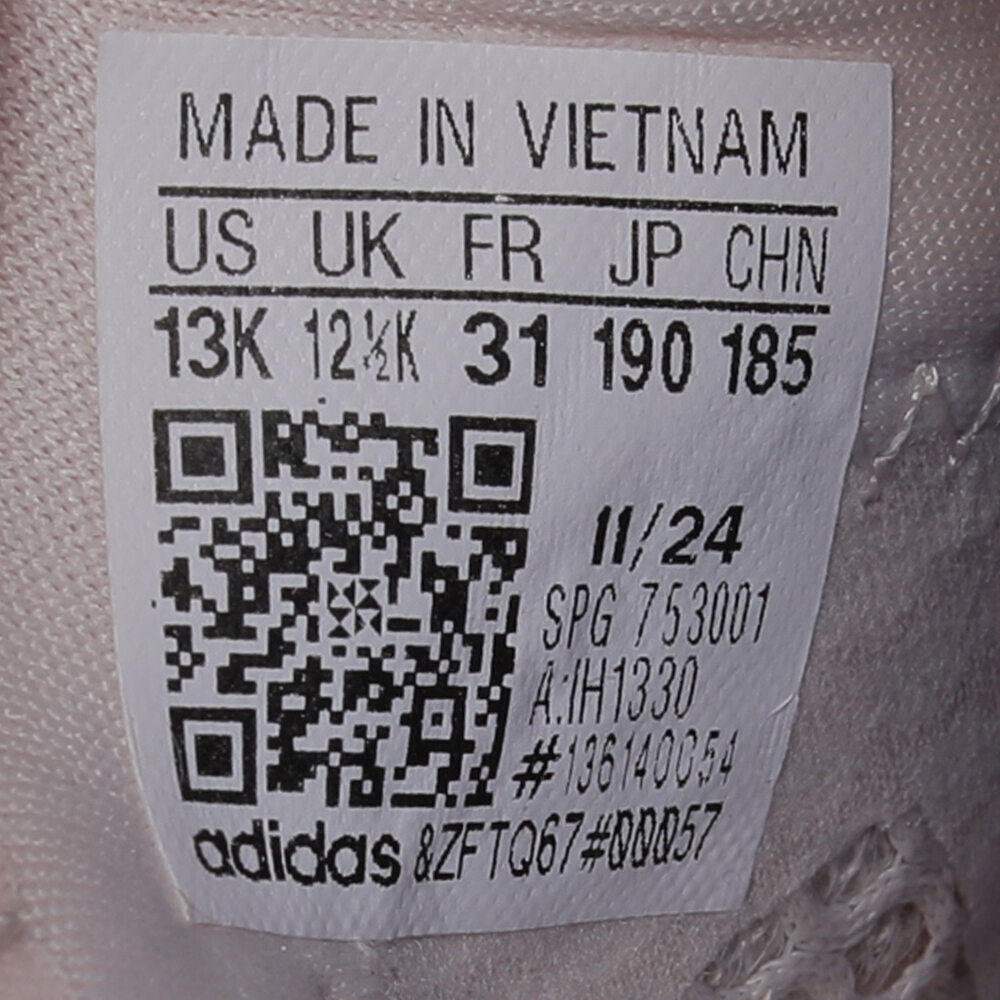 MADE IN VIETNAM
US UK FR JP CHN
13K 12½K 31 190 185
11/24
SPG 753001
A:IH1330
#136140054
adidas &ZFTQ67#00057